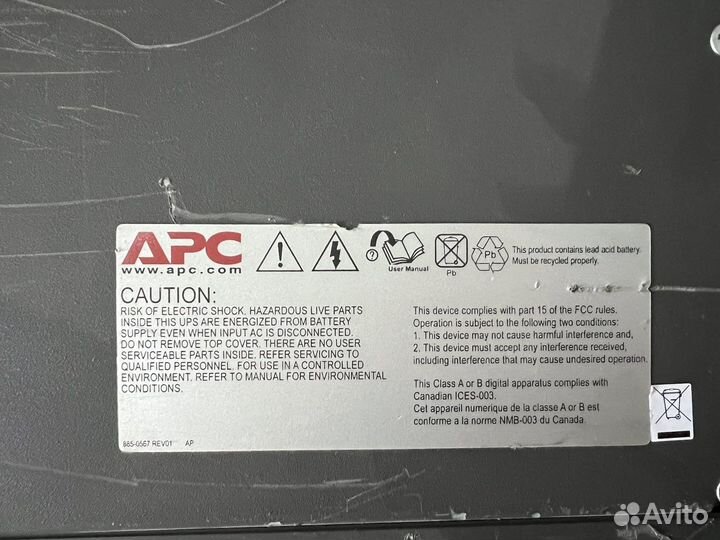 APC
www.apc.com
User Manual
Pb
Pb
This product contains lead acid battery.
Must be recycled properly.
CAUTION:
RISK OF ELECTRIC SHOCK. HAZARDOUS LIVE PARTS
INSIDE THIS UPS ARE ENERGIZED FROM BATTERY
SUPPLY EVEN WHEN INPUT AC IS DISCONNECTED.
DO NOT REMOVE TOP COVER. THERE ARE NO USER
SERVICEABLE PARTS INSIDE. REFER SERVICING TO
QUALIFIED PERSONNEL. FOR USE IN A CONTROLLED
ENVIRONMENT. REFER TO MANUAL FOR ENVIRONMENTAL
CONDITIONS.
885-0567 REV01 AP
This device complies with part 15 of the FCC rules.
Operation is subject to the following two conditions:
1. This device may not cause harmful interference and,
2. This device must accept any interference received,
including interference that may cause undesired operation.
This Class A or B digital apparatus complies with
Canadian ICES-003.
Cet appareil numerique de la classe A or B est
conforme a la norme NMB-003 du Canada.
Avito